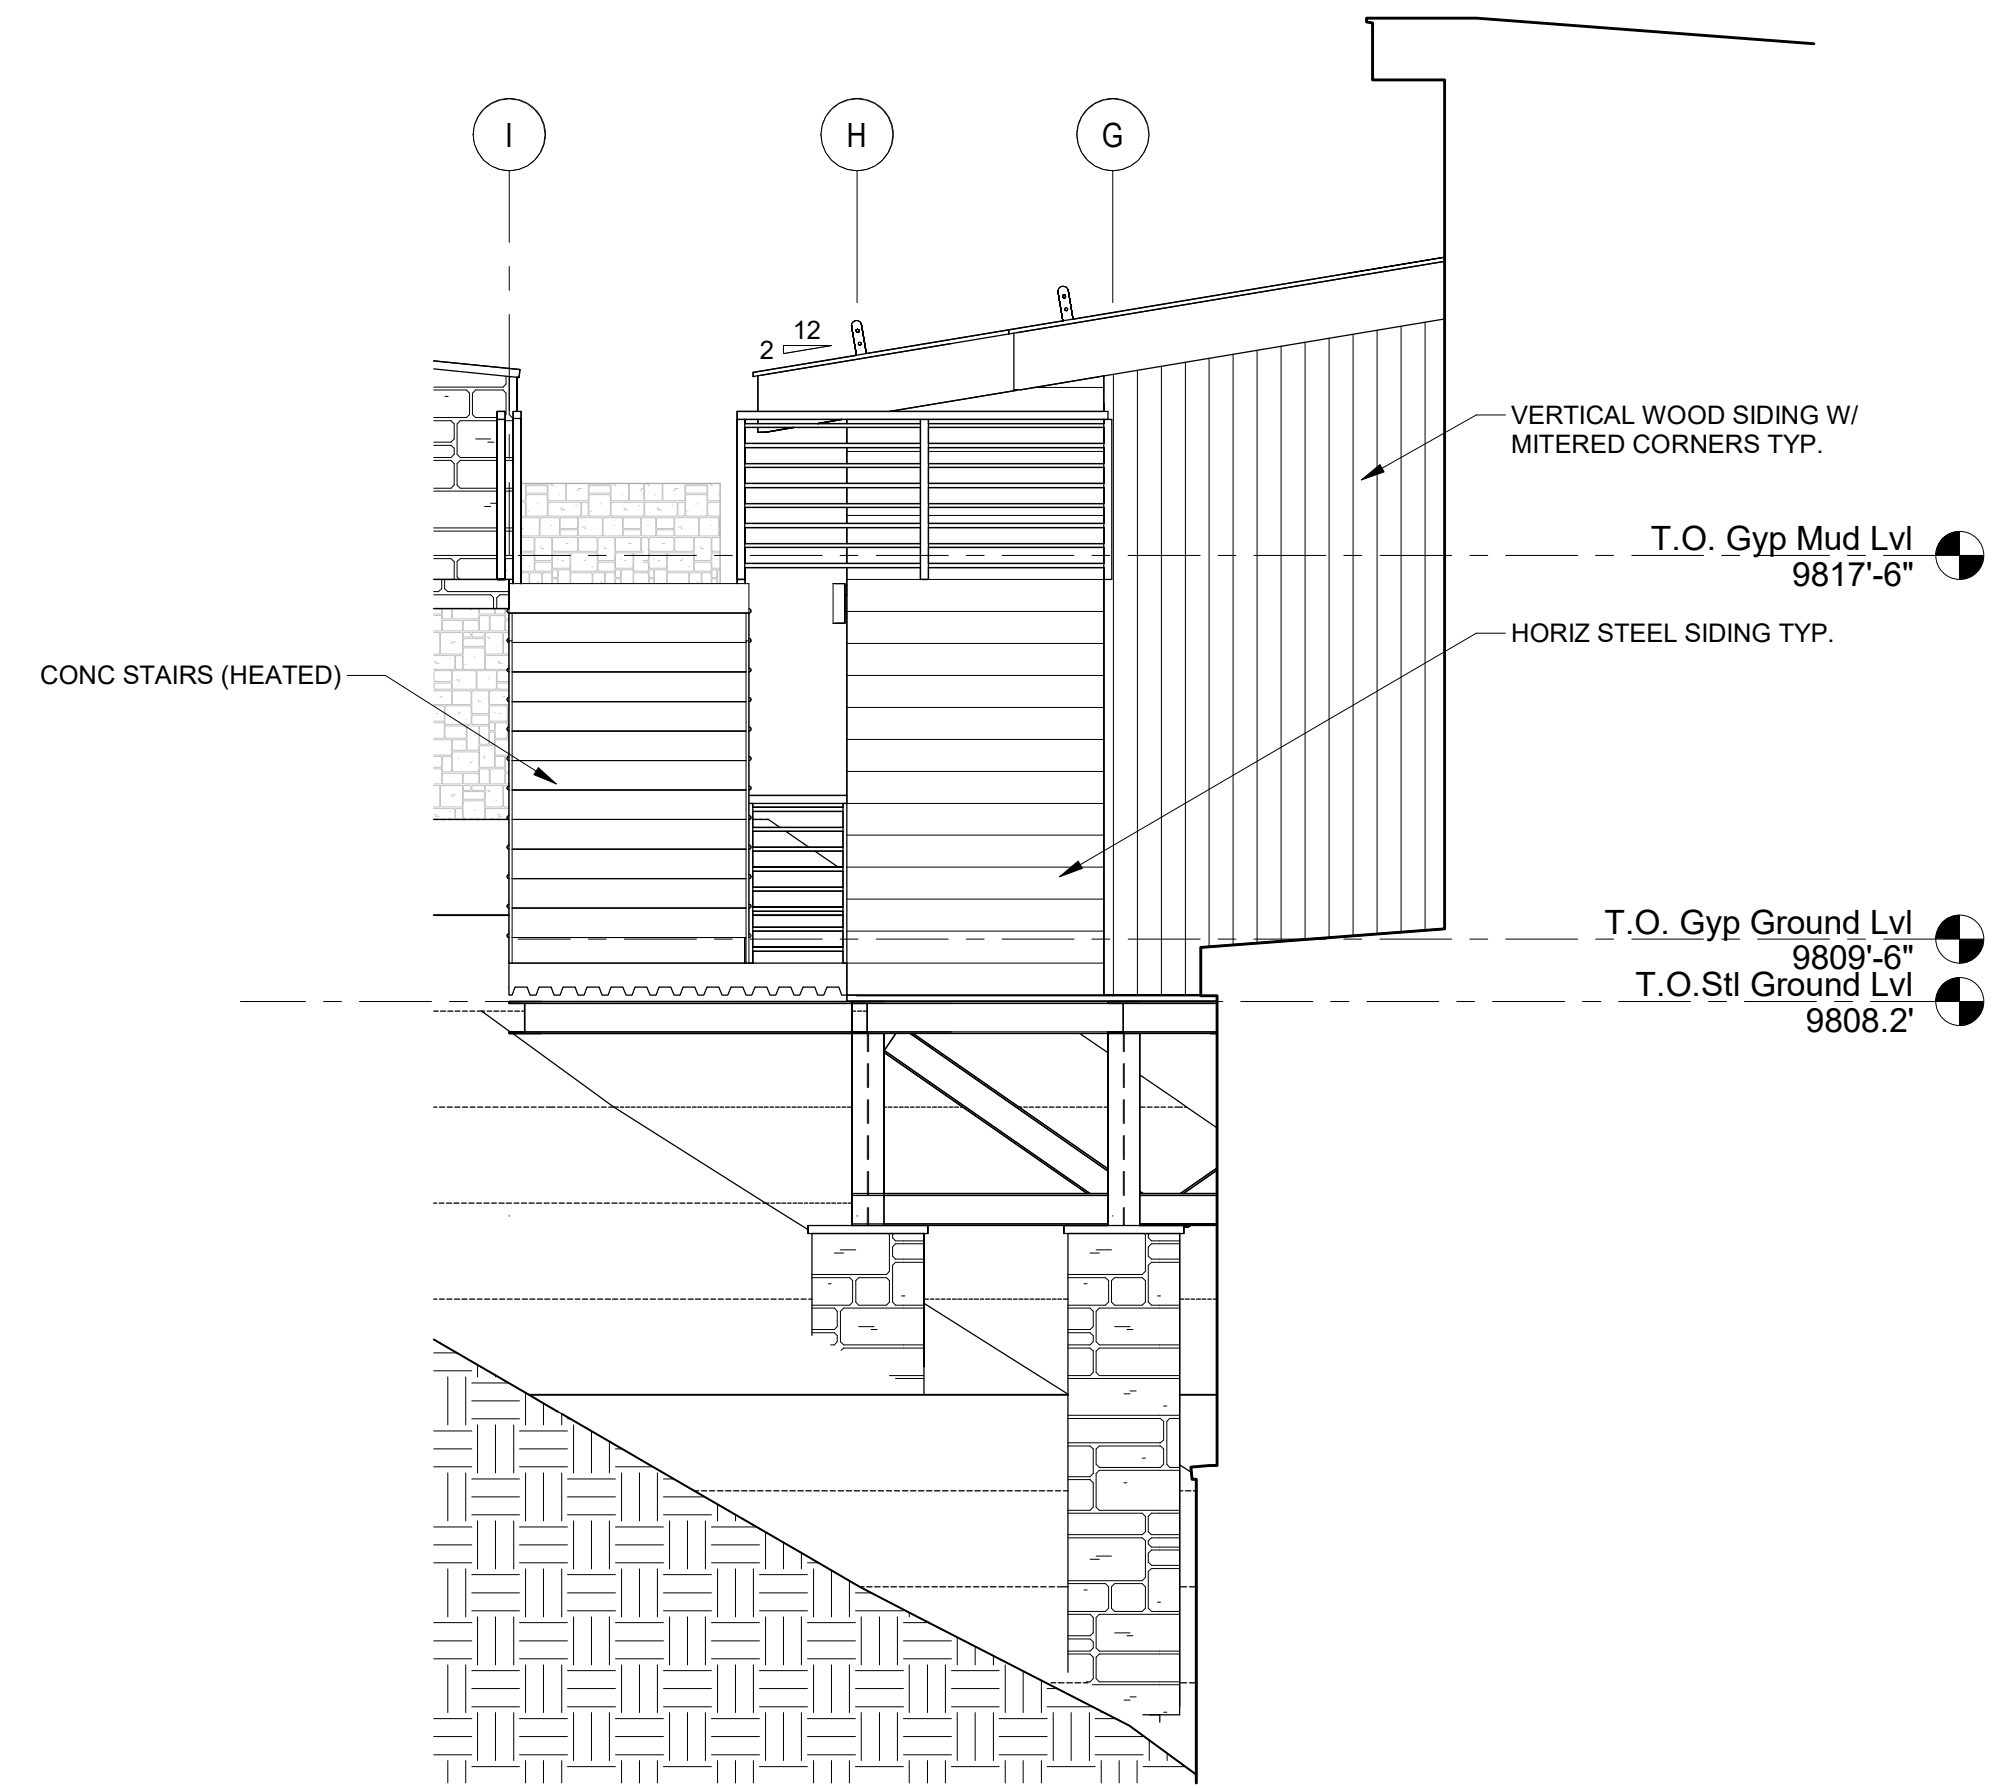 I
H
G
12
2
VERTICAL WOOD SIDING W/
MITERED CORNERS TYP.
T.O. Gyp Mud Lvl
9817'-6"
HORIZ STEEL SIDING TYP.
CONC STAIRS (HEATED)
T.O. Gyp Ground Lvl
9809'-6"
T.O.Stl Ground Lvl
9808.2'